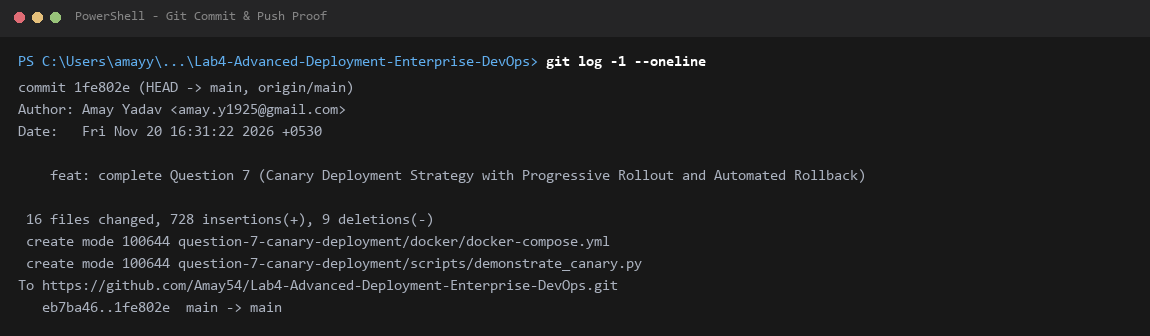 PowerShell - Git Commit & Push Proof
PS C:\Users\amayy\...\Lab4-Advanced-Deployment-Enterprise-DevOps> git log -1 --oneline
commit 1fe802e (HEAD -> main, origin/main)
Author: Amay Yadav <amay.y1925@gmail.com>
Date:   Fri Nov 20 16:31:22 2026 +0530
    feat: complete Question 7 (Canary Deployment Strategy with Progressive Rollout and Automated Rollback)
 16 files changed, 728 insertions(+), 9 deletions(-)
 create mode 100644 question-7-canary-deployment/docker/docker-compose.yml
 create mode 100644 question-7-canary-deployment/scripts/demonstrate_canary.py
To https://github.com/Amay54/Lab4-Advanced-Deployment-Enterprise-DevOps.git
   eb7ba46..1fe802e  main -> main